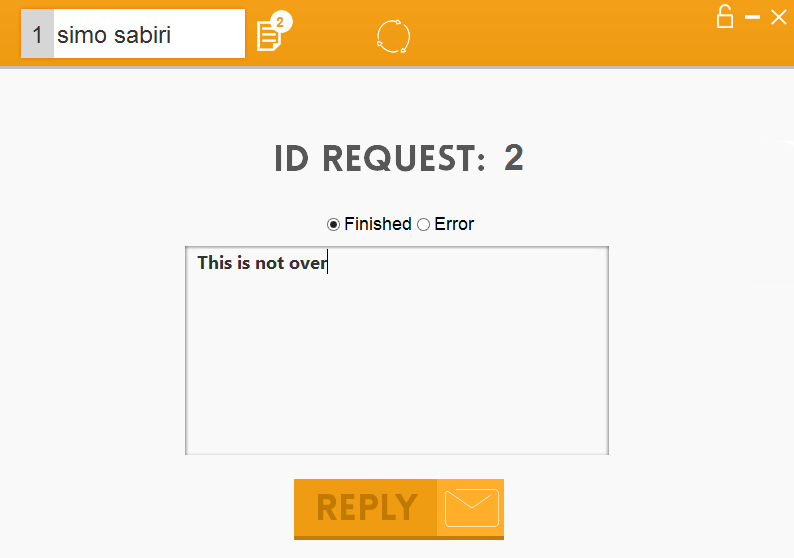 1 simo sabiri 2
ID REQUEST: 2
Finished Error
This is not over
REPLY